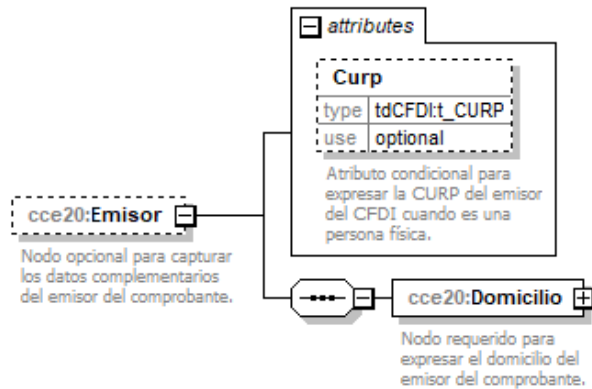 attributes
Curp
type tdCFDI:t_CURP
use optional
Atributo condicional para
expresar la CURP del emisor
del CFDI cuando es una
persona física.
cce20:Emisor
Nodo opcional para capturar
los datos complementarios
del emisor del comprobante.
cce20:Domicilio
Nodo requerido para
expresar el domicilio del
emisor del comprobante.